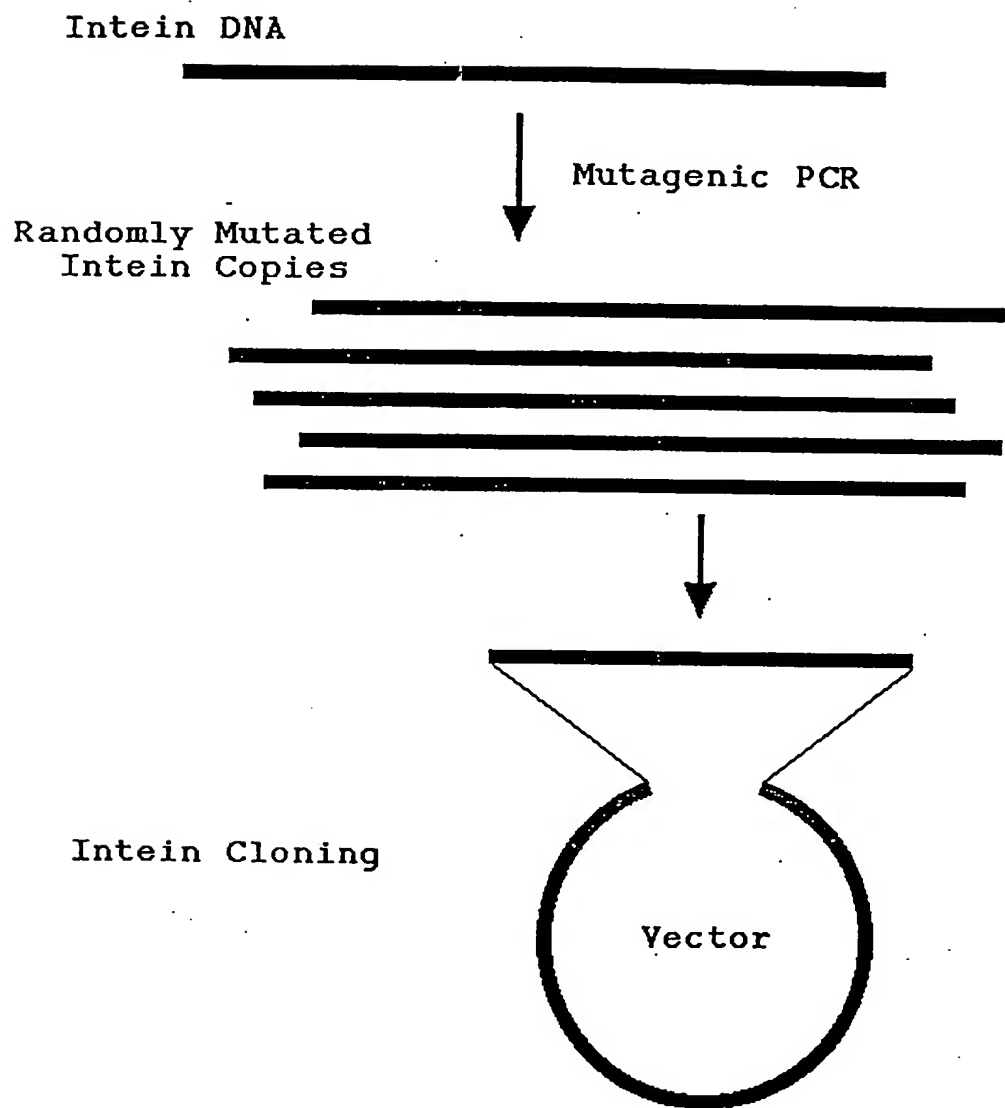 Intein DNA
Mutagenic PCR
Randomly Mutated
Intein Copies
Intein Cloning
Vector